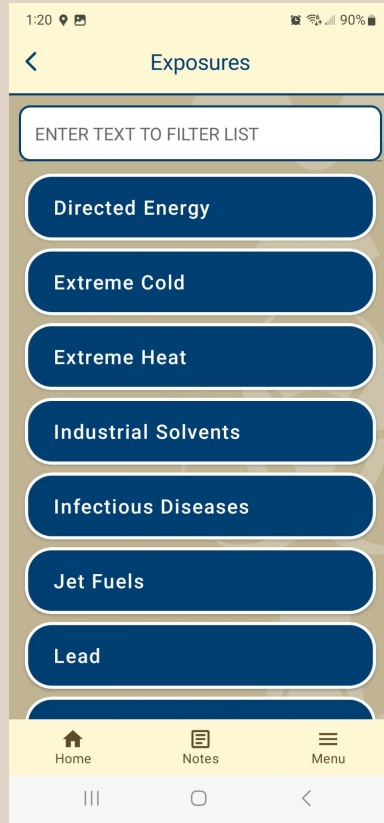 1:20 90%
Exposures
ENTER TEXT TO FILTER LIST
Directed Energy
Extreme Cold
Extreme Heat
Industrial Solvents
Infectious Diseases
Jet Fuels
Lead
Home Notes Menu